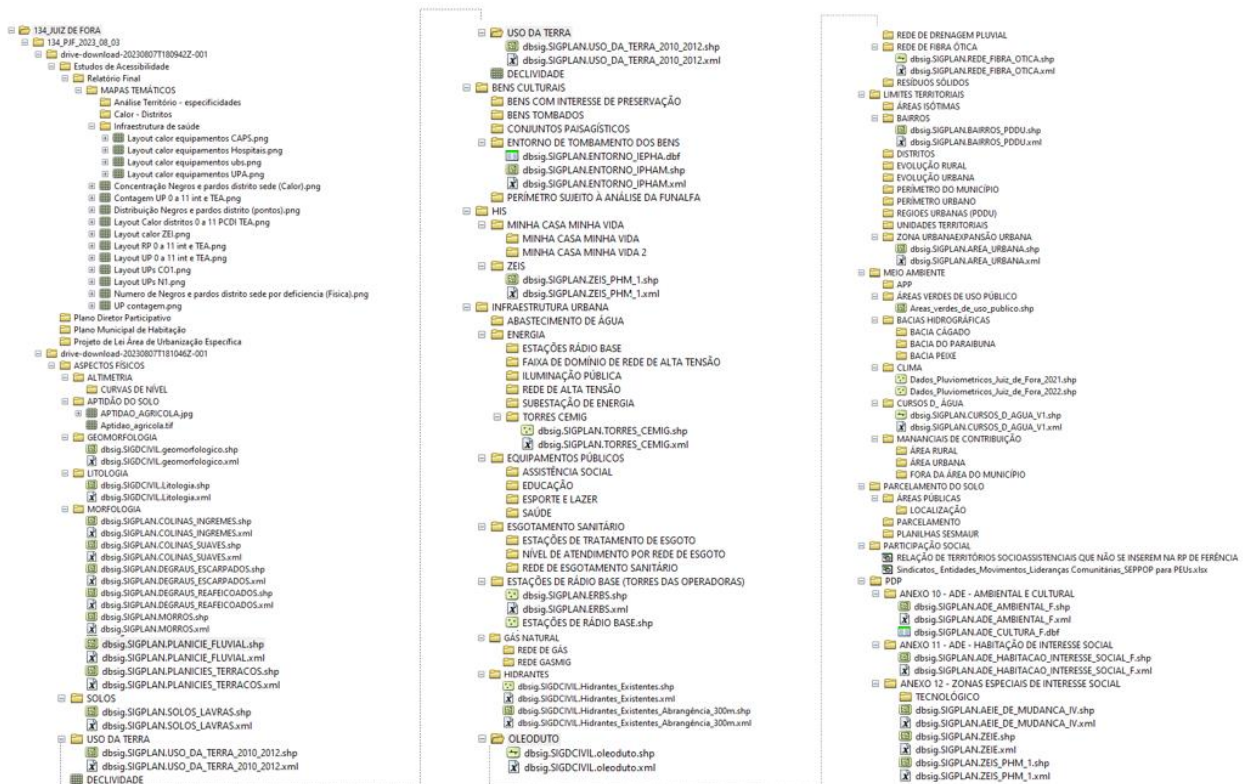 134_JUIZ DE FORA
134_PJF_2023_08_03
drive-download-20230807T180942Z-001
Estudos de Acessibilidade
Relatório Final
MAPAS TEMÁTICOS
Análise Território - especificidades
Calor - Distritos
Infraestrutura de saúde
Layout calor equipamentos CAPS.png
Layout calor equipamentos Hospitais.png
Layout calor equipamentos ubs.png
Layout calor equipamentos UPA.png
Concentração Negros e pardos distrito sede (Calor).png
Contagem UP 0 a 11 int e TEA.png
Distribuição Negros e pardos distrito (pontos).png
Layout Calor distritos 0 a 11 PCDI TEA.png
Layout calor ZEI.png
Layout RP 0 a 11 int e TEA.png
Layout UP 0 a 11 int e TEA.png
Layout UPs CO1.png
Layout UPs N1.png
Numero de Negros e pardos distrito sede por deficiencia (Fisica).png
UP contagem.png
Plano Diretor Participativo
Plano Municipal de Habitação
Projeto de Lei Área de Urbanização Específica
drive-download-20230807T181046Z-001
ASPECTOS FÍSICOS
ALTIMETRIA
CURVAS DE NÍVEL
APTIDÃO DO SOLO
APTIDAO_AGRICOLA.jpg
Aptidao_agricola.tif
GEOMORFOLOGIA
dbsig.SIGDCIVIL.geomorfologico.shp
dbsig.SIGDCIVIL.geomorfologico.xml
LITOLOGIA
dbsig.SIGDCIVIL.Litologia.shp
dbsig.SIGDCIVIL.Litologia.xml
MORFOLOGIA
dbsig.SIGPLAN.COLINAS_INGREMES.shp
dbsig.SIGPLAN.COLINAS_INGREMES.xml
dbsig.SIGPLAN.COLINAS_SUAVES.shp
dbsig.SIGPLAN.COLINAS_SUAVES.xml
dbsig.SIGPLAN.DEGRAUS_ESCARPADOS.shp
dbsig.SIGPLAN.DEGRAUS_ESCARPADOS.xml
dbsig.SIGPLAN.DEGRAUS_REAFEICOADOS.shp
dbsig.SIGPLAN.DEGRAUS_REAFEICOADOS.xml
dbsig.SIGPLAN.MORROS.shp
dbsig.SIGPLAN.MORROS.xml
dbsig.SIGPLAN.PLANICIE_FLUVIAL.shp
dbsig.SIGPLAN.PLANICIE_FLUVIAL.xml
dbsig.SIGPLAN.PLANICIES_TERRACOS.shp
dbsig.SIGPLAN.PLANICIES_TERRACOS.xml
SOLOS
dbsig.SIGPLAN.SOLOS_LAVRAS.shp
dbsig.SIGPLAN.SOLOS_LAVRAS.xml
USO DA TERRA
dbsig.SIGPLAN.USO_DA_TERRA_2010_2012.shp
dbsig.SIGPLAN.USO_DA_TERRA_2010_2012.xml
DECLIVIDADE
USO DA TERRA
dbsig.SIGPLAN.USO_DA_TERRA_2010_2012.shp
dbsig.SIGPLAN.USO_DA_TERRA_2010_2012.xml
DECLIVIDADE
BENS CULTURAIS
BENS COM INTERESSE DE PRESERVAÇÃO
BENS TOMBADOS
CONJUNTOS PAISAGÍSTICOS
ENTORNO DE TOMBAMENTO DOS BENS
dbsig.SIGPLAN.ENTORNO_IEPHA.dbf
dbsig.SIGPLAN.ENTORNO_IPHAM.shp
dbsig.SIGPLAN.ENTORNO_IPHAM.xml
PERÍMETRO SUJEITO À ANÁLISE DA FUNALFA
HIS
MINHA CASA MINHA VIDA
MINHA CASA MINHA VIDA
MINHA CASA MINHA VIDA 2
ZEIS
dbsig.SIGPLAN.ZEIS_PHM_1.shp
dbsig.SIGPLAN.ZEIS_PHM_1.xml
INFRAESTRUTURA URBANA
ABASTECIMENTO DE ÁGUA
ENERGIA
ESTAÇÕES RÁDIO BASE
FAIXA DE DOMÍNIO DE REDE DE ALTA TENSÃO
ILUMINAÇÃO PÚBLICA
REDE DE ALTA TENSÃO
SUBESTAÇÃO DE ENERGIA
TORRES CEMIG
dbsig.SIGPLAN.TORRES_CEMIG.shp
dbsig.SIGPLAN.TORRES_CEMIG.xml
EQUIPAMENTOS PÚBLICOS
ASSISTÊNCIA SOCIAL
EDUCAÇÃO
ESPORTE E LAZER
SAÚDE
ESGOTAMENTO SANITÁRIO
ESTAÇÕES DE TRATAMENTO DE ESGOTO
NÍVEL DE ATENDIMENTO POR REDE DE ESGOTO
REDE DE ESGOTAMENTO SANITÁRIO
ESTAÇÕES DE RÁDIO BASE (TORRES DAS OPERADORAS)
dbsig.SIGPLAN.ERBS.shp
dbsig.SIGPLAN.ERBS.xml
ESTAÇÕES DE RÁDIO BASE.shp
GÁS NATURAL
REDE DE GÁS
REDE GASMIG
HIDRANTES
dbsig.SIGDCIVIL.Hidrantes_Existentes.shp
dbsig.SIGDCIVIL.Hidrantes_Existentes.xml
dbsig.SIGDCIVIL.Hidrantes_Existentes_Abrangência_300m.shp
dbsig.SIGDCIVIL.Hidrantes_Existentes_Abrangência_300m.xml
OLEODUTO
dbsig.SIGDCIVIL.oleoduto.shp
dbsig.SIGDCIVIL.oleoduto.xml
REDE DE DRENAGEM PLUVIAL
REDE DE FIBRA ÓTICA
dbsig.SIGPLAN.REDE_FIBRA_OTICA.shp
dbsig.SIGPLAN.REDE_FIBRA_OTICA.xml
RESÍDUOS SÓLIDOS
LIMITES TERRITORIAIS
ÁREAS ISÓTIMAS
BAIRROS
dbsig.SIGPLAN.BAIRROS_PDDU.shp
dbsig.SIGPLAN.BAIRROS_PDDU.xml
DISTRITOS
EVOLUÇÃO RURAL
EVOLUÇÃO URBANA
PERÍMETRO DO MUNICÍPIO
PERÍMETRO URBANO
REGIOES URBANAS (PDDU)
UNIDADES TERRITORIAIS
ZONA URBANAEXPANSÃO URBANA
dbsig.SIGPLAN.AREA_URBANA.shp
dbsig.SIGPLAN.AREA_URBANA.xml
MEIO AMBIENTE
APP
ÁREAS VERDES DE USO PÚBLICO
Areas_verdes_de_uso_publico.shp
BACIAS HIDROGRÁFICAS
BACIA CÁGADO
BACIA DO PARAIBUNA
BACIA PEIXE
CLIMA
Dados_Pluviometricos_Juiz_de_Fora_2021.shp
Dados_Pluviometricos_Juiz_de_Fora_2022.shp
CURSOS D_ ÁGUA
dbsig.SIGPLAN.CURSOS_D_AGUA_V1.shp
dbsig.SIGPLAN.CURSOS_D_AGUA_V1.xml
MANANCIAIS DE CONTRIBUIÇÃO
ÁREA RURAL
ÁREA URBANA
FORA DA ÁREA DO MUNICÍPIO
PARCELAMENTO DO SOLO
ÁREAS PÚBLICAS
LOCALIZAÇÃO
PARCELAMENTO
PLANILHAS SESMAUR
PARTICIPAÇÃO SOCIAL
RELAÇÃO DE TERRITÓRIOS SOCIOASSISTENCIAIS QUE NÃO SE INSEREM NA RP DE FERÊNCIA
Sindicatos_ Entidades_Movimentos_Lideranças Comunitárias_SEPPOP para PEUs.xlsx
PDP
ANEXO 10 - ADE - AMBIENTAL E CULTURAL
dbsig.SIGPLAN.ADE_AMBIENTAL_F.shp
dbsig.SIGPLAN.ADE_AMBIENTAL_F.xml
dbsig.SIGPLAN.ADE_CULTURA_F.dbf
ANEXO 11 - ADE - HABITAÇÃO DE INTERESSE SOCIAL
dbsig.SIGPLAN.ADE_HABITACAO_INTERESSE_SOCIAL_F.shp
dbsig.SIGPLAN.ADE_HABITACAO_INTERESSE_SOCIAL_F.xml
ANEXO 12 - ZONAS ESPECIAIS DE INTERESSE SOCIAL
TECNOLÓGICO
dbsig.SIGPLAN.AEIE_DE_MUDANCA_IV.shp
dbsig.SIGPLAN.AEIE_DE_MUDANCA_IV.xml
dbsig.SIGPLAN.ZEIE.shp
dbsig.SIGPLAN.ZEIE.xml
dbsig.SIGPLAN.ZEIS_PHM_1.shp
dbsig.SIGPLAN.ZEIS_PHM_1.xml